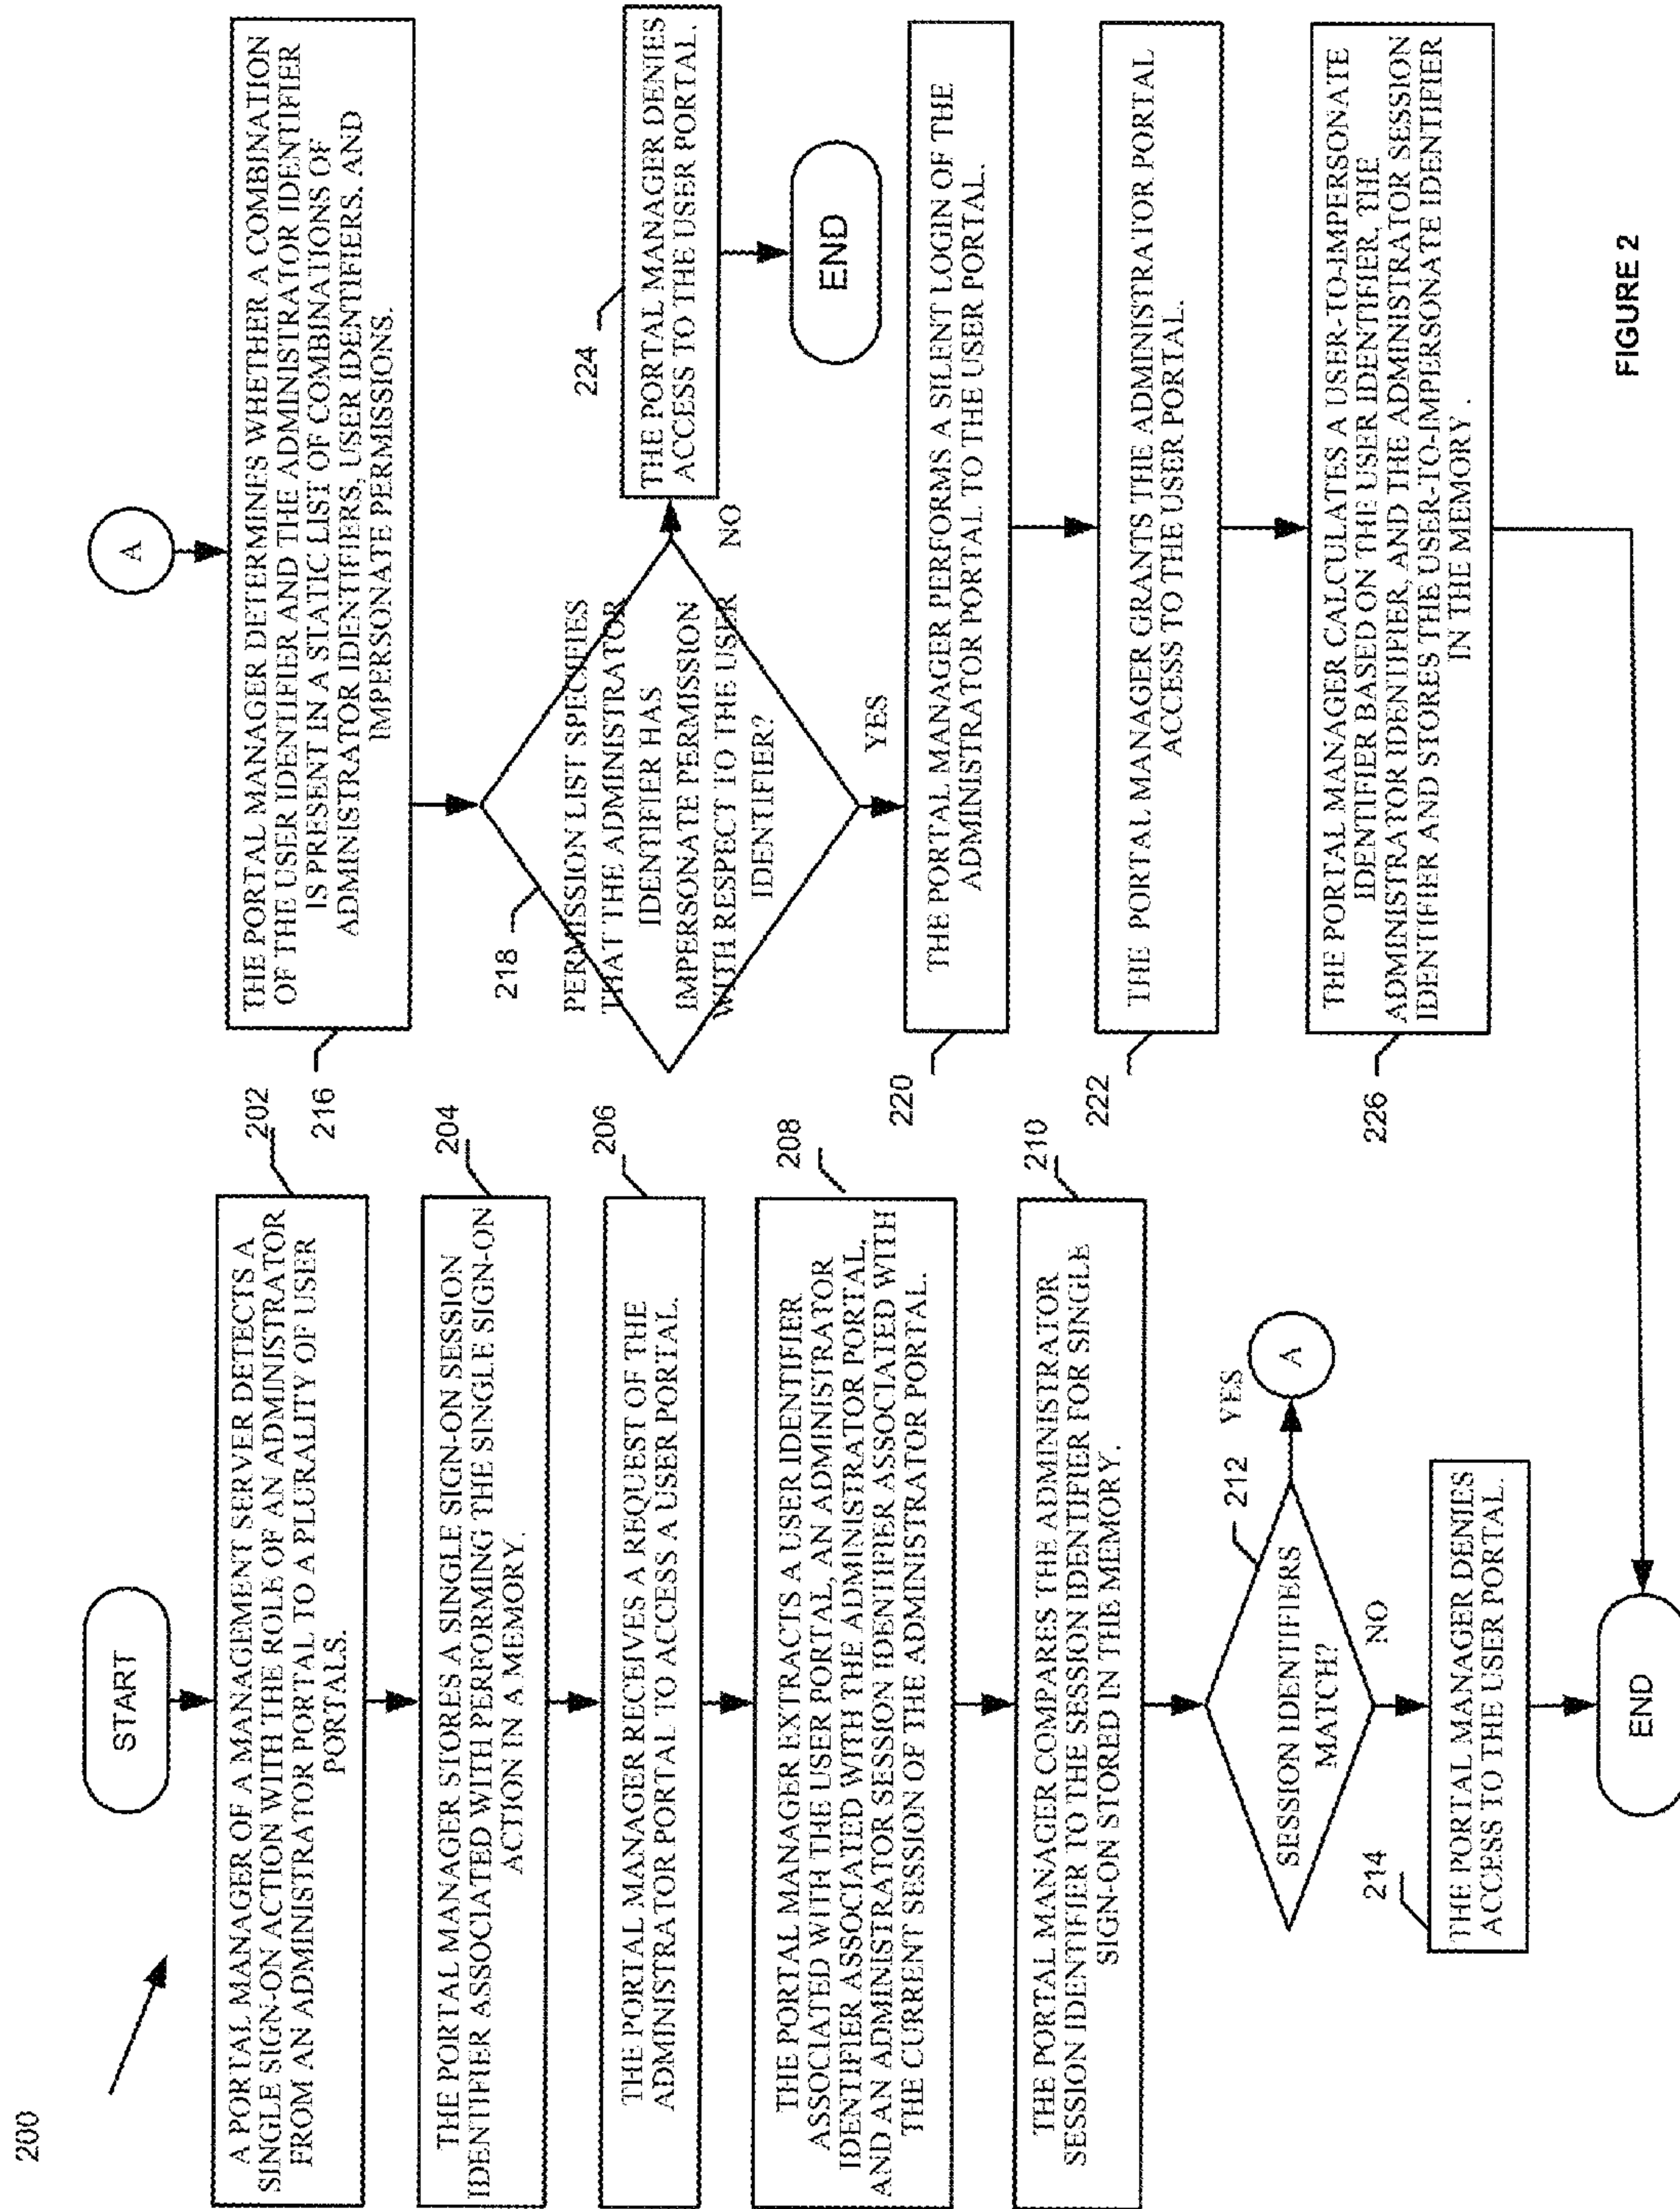 200
START
A PORTAL MANAGER OF A MANAGEMENT SERVER DETECTS A
SINGLE SIGN-ON ACTION WITH THE ROLE OF AN ADMINISTRATOR
FROM AN ADMINISTRATOR PORTAL TO A PLURALITY OF USER
PORTALS.
202
THE PORTAL MANAGER STORES A SINGLE SIGN-ON SESSION
IDENTIFIER ASSOCIATED WITH PERFORMING THE SINGLE SIGN-ON
ACTION IN A MEMORY.
204
THE PORTAL MANAGER RECEIVES A REQUEST OF THE
ADMINISTRATOR PORTAL TO ACCESS A USER PORTAL.
206
THE PORTAL MANAGER EXTRACTS A USER IDENTIFIER
ASSOCIATED WITH THE USER PORTAL, AN ADMINISTRATOR
IDENTIFIER ASSOCIATED WITH THE ADMINISTRATOR PORTAL,
AND AN ADMINISTRATOR SESSION IDENTIFIER ASSOCIATED WITH
THE CURRENT SESSION OF THE ADMINISTRATOR PORTAL.
208
THE PORTAL MANAGER COMPARES THE ADMINISTRATOR
SESSION IDENTIFIER TO THE SESSION IDENTIFIER FOR SINGLE
SIGN-ON STORED IN THE MEMORY.
210
SESSION IDENTIFIERS
MATCH?
212
YES
A
NO
214
THE PORTAL MANAGER DENIES
ACCESS TO THE USER PORTAL.
END
A
THE PORTAL MANAGER DETERMINES WHETHER A COMBINATION
OF THE USER IDENTIFIER AND THE ADMINISTRATOR IDENTIFIER
IS PRESENT IN A STATIC LIST OF COMBINATIONS OF
ADMINISTRATOR IDENTIFIERS, USER IDENTIFIERS, AND
IMPERSONATE PERMISSIONS.
216
218
PERMISSION LIST SPECIFIES
THAT THE ADMINISTRATOR
IDENTIFIER HAS
IMPERSONATE PERMISSION
WITH RESPECT TO THE USER
IDENTIFIER?
NO
224
THE PORTAL MANAGER DENIES
ACCESS TO THE USER PORTAL.
END
YES
THE PORTAL MANAGER PERFORMS A SILENT LOGIN OF THE
ADMINISTRATOR PORTAL TO THE USER PORTAL.
220
THE PORTAL MANAGER GRANTS THE ADMINISTRATOR PORTAL
ACCESS TO THE USER PORTAL.
222
THE PORTAL MANAGER CALCULATES A USER-TO-IMPERSONATE
IDENTIFIER BASED ON THE USER IDENTIFIER, THE
ADMINISTRATOR IDENTIFIER, AND THE ADMINISTRATOR SESSION
IDENTIFIER AND STORES THE USER-TO-IMPERSONATE IDENTIFIER
IN THE MEMORY .
226
FIGURE 2